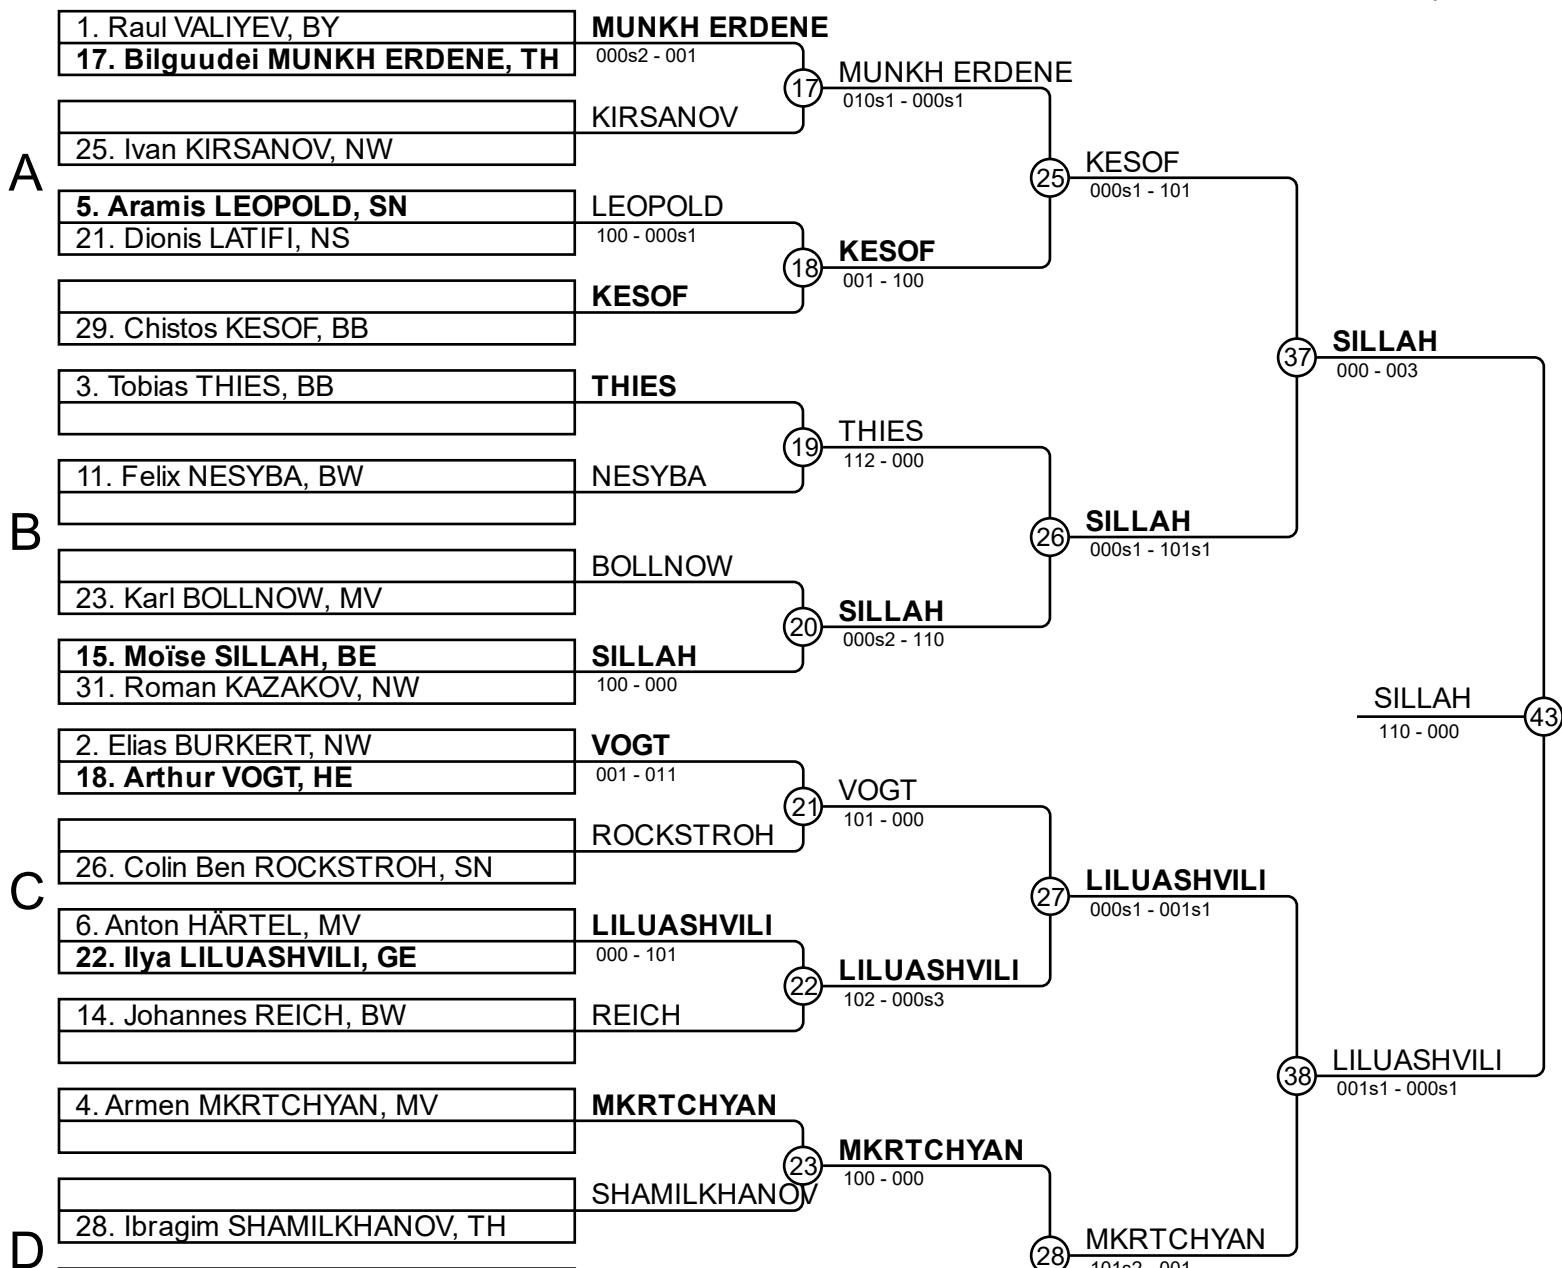 1. Raul VALIYEV, BY
17. Bilguudei MUNKH ERDENE, TH
MUNKH ERDENE
000s2 - 001
17
MUNKH ERDENE
010s1 - 000s1
KIRSANOV
25. Ivan KIRSANOV, NW
A
25
KESOF
000s1 - 101
5. Aramis LEOPOLD, SN
21. Dionis LATIFI, NS
LEOPOLD
100 - 000s1
18
KESOF
001 - 100
KESOF
29. Chistos KESOF, BB
37
SILLAH
000 - 003
3. Tobias THIES, BB
THIES
19
THIES
112 - 000
11. Felix NESYBA, BW
NESYBA
B
26
SILLAH
000s1 - 101s1
BOLLNOW
23. Karl BOLLNOW, MV
20
SILLAH
000s2 - 110
15. Moïse SILLAH, BE
31. Roman KAZAKOV, NW
SILLAH
100 - 000
SILLAH
110 - 000
43
2. Elias BURKERT, NW
18. Arthur VOGT, HE
VOGT
001 - 011
21
VOGT
101 - 000
ROCKSTROH
26. Colin Ben ROCKSTROH, SN
C
27
LILUASHVILI
000s1 - 001s1
6. Anton HÄRTEL, MV
22. Ilya LILUASHVILI, GE
LILUASHVILI
000 - 101
22
LILUASHVILI
102 - 000s3
14. Johannes REICH, BW
REICH
38
LILUASHVILI
001s1 - 000s1
4. Armen MKRTCHYAN, MV
MKRTCHYAN
23
MKRTCHYAN
100 - 000
SHAMILKHANOV
28. Ibragim SHAMILKHANOV, TH
D
28
MKRTCHYAN
101s2 - 001